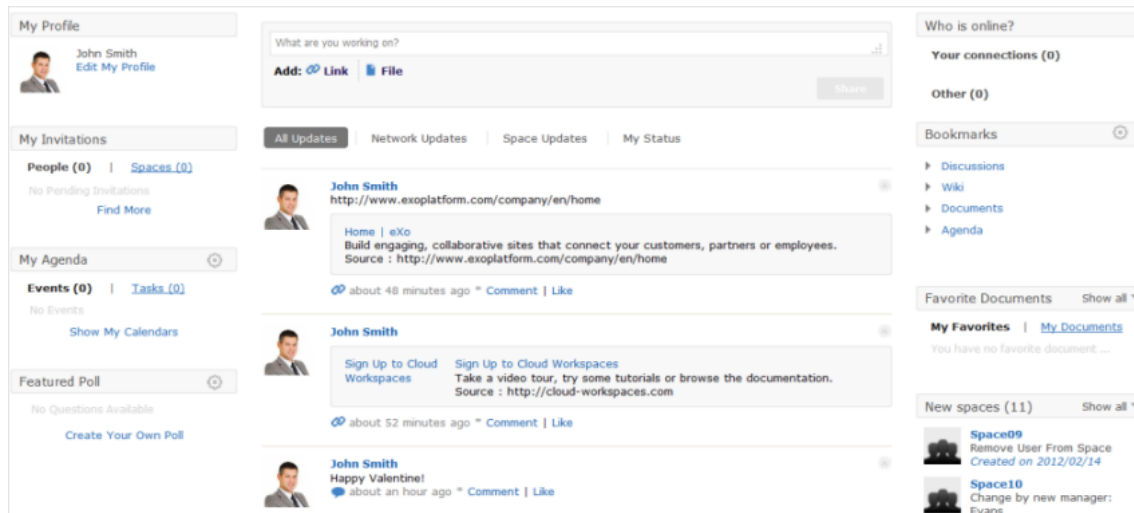 My Profile
John Smith
Edit My Profile
My Invitations
People (0) | Spaces (0)
No Pending Invitations
Find More
My Agenda
Events (0) | Tasks (0)
No Events
Show My Calendars
Featured Poll
No Questions Available
Create Your Own Poll
What are you working on?
Add: Link | File
Share
All Updates | Network Updates | Space Updates | My Status
John Smith
http://www.exoplatform.com/company/en/home
Home | eXo
Build engaging, collaborative sites that connect your customers, partners or employees.
Source : http://www.exoplatform.com/company/en/home
about 48 minutes ago * Comment | Like
John Smith
Sign Up to Cloud Workspaces
Sign Up to Cloud Workspaces
Take a video tour, try some tutorials or browse the documentation.
Source : http://cloud-workspaces.com
about 52 minutes ago * Comment | Like
John Smith
Happy Valentine!
about an hour ago * Comment | Like
Who is online?
Your connections (0)
Other (0)
Bookmarks
Discussions
Wiki
Documents
Agenda
Favorite Documents Show all
My Favorites | My Documents
You have no favorite document ...
New spaces (11) Show all
Space09
Remove User From Space
Created on 2012/02/14
Space10
Change by new manager:
Evans